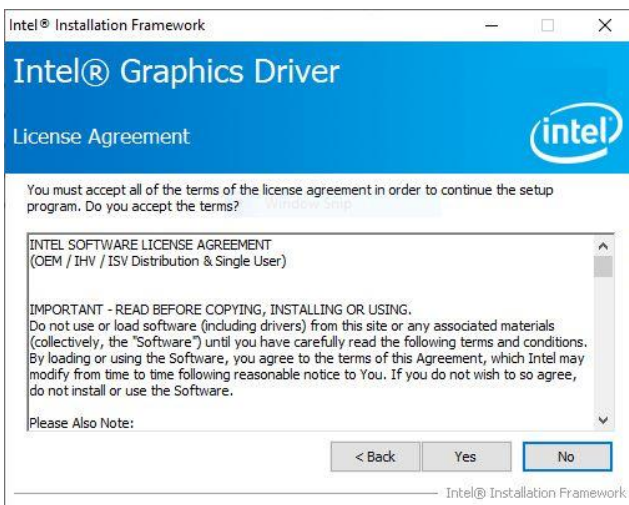 Intel® Installation Framework
Intel® Graphics Driver
License Agreement
intel
You must accept all of the terms of the license agreement in order to continue the setup
program. Do you accept the terms?
Window Snip
INTEL SOFTWARE LICENSE AGREEMENT
(OEM / IHV / ISV Distribution & Single User)
IMPORTANT - READ BEFORE COPYING, INSTALLING OR USING.
Do not use or load software (including drivers) from this site or any associated materials
(collectively, the "Software") until you have carefully read the following terms and conditions.
By loading or using the Software, you agree to the terms of this Agreement, which Intel may
modify from time to time following reasonable notice to You. If you do not wish to so agree,
do not install or use the Software.
Please Also Note:
< Back Yes No
Intel® Installation Framework